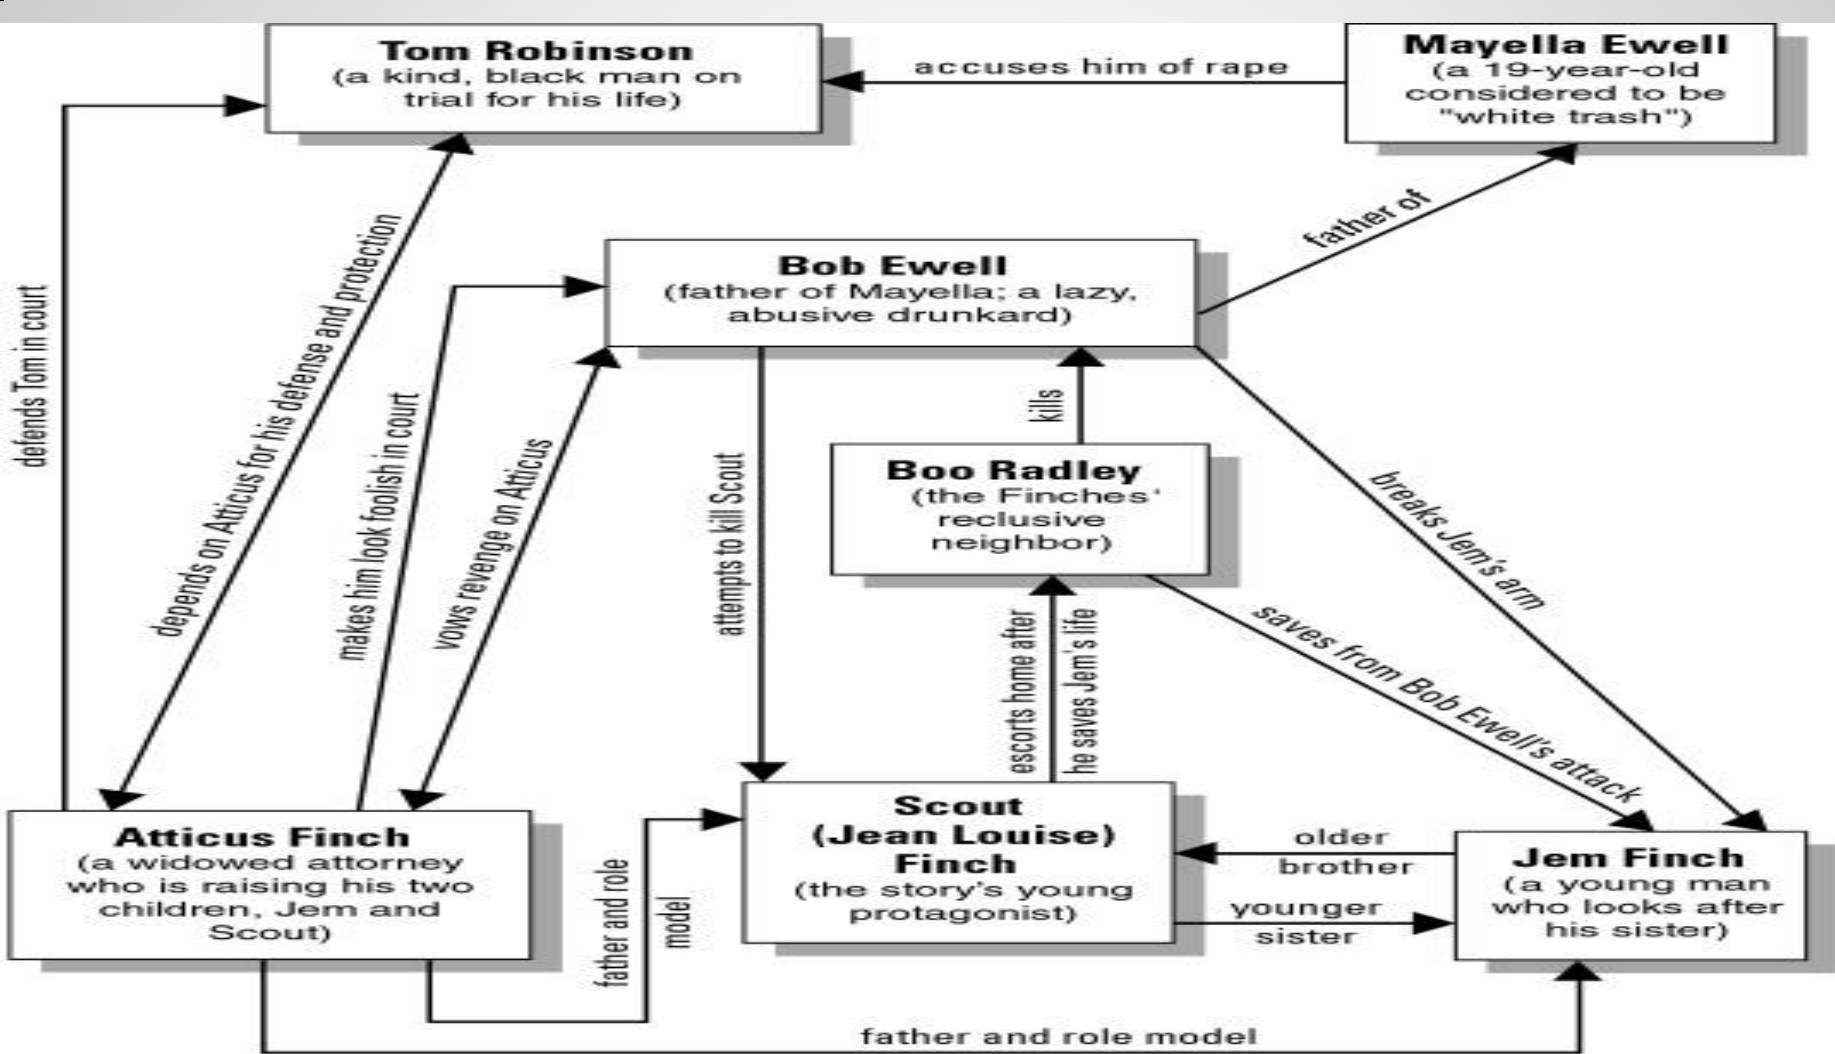 Tom Robinson
(a kind, black man on
trial for his life)
accuses him of rape
Mayella Ewell
(a 19-year-old
considered to be
"white trash")
father of
defends Tom in court
depends on Atticus for his defense and protection
makes him look foolish in court
vows revenge on Atticus
Bob Ewell
(father of Mayella; a lazy,
abusive drunkard)
attempts to kill Scout
kills
Boo Radley
(the Finches'
reclusive
neighbor)
breaks Jem's arm
saves from Bob Ewell's attack
escorts home after
he saves Jem's life
Atticus Finch
(a widowed attorney
who is raising his two
children, Jem and
Scout)
father and role
model
Scout
(Jean Louise)
Finch
(the story's young
protagonist)
older
brother
younger
sister
Jem Finch
(a young man
who looks after
his sister)
father and role model